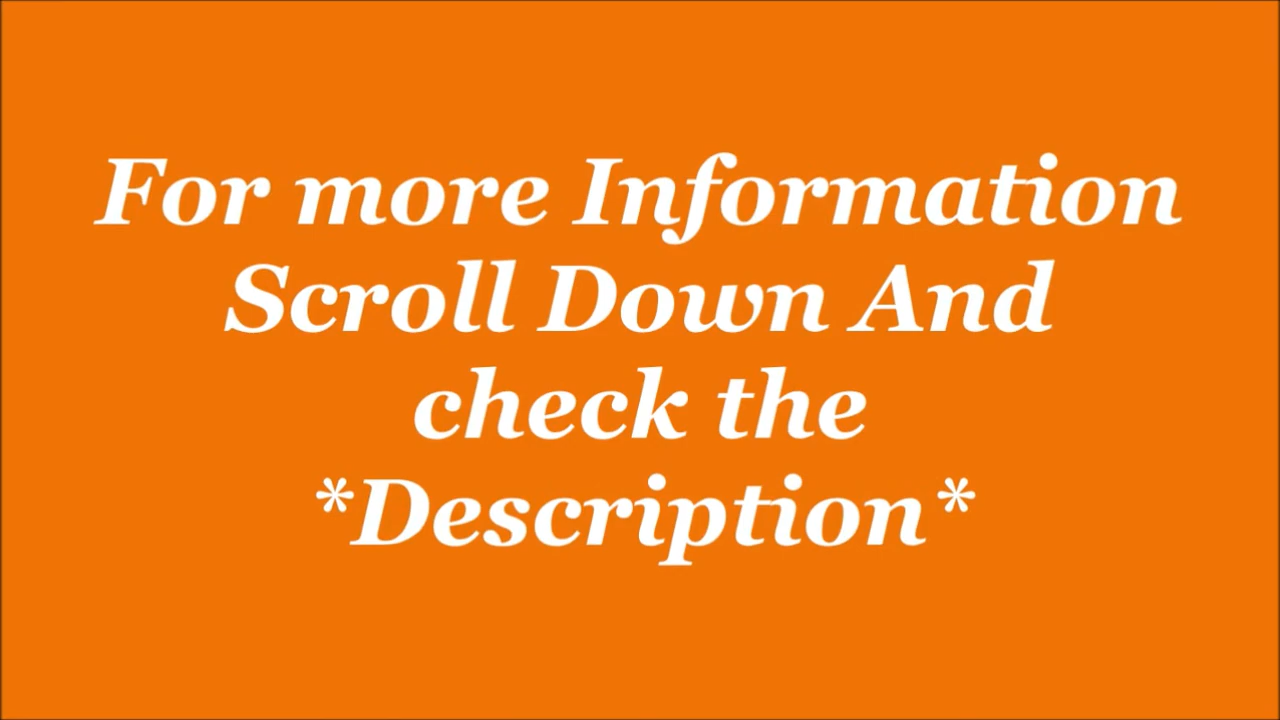 For more Information
Scroll Down And
check the
*Description*